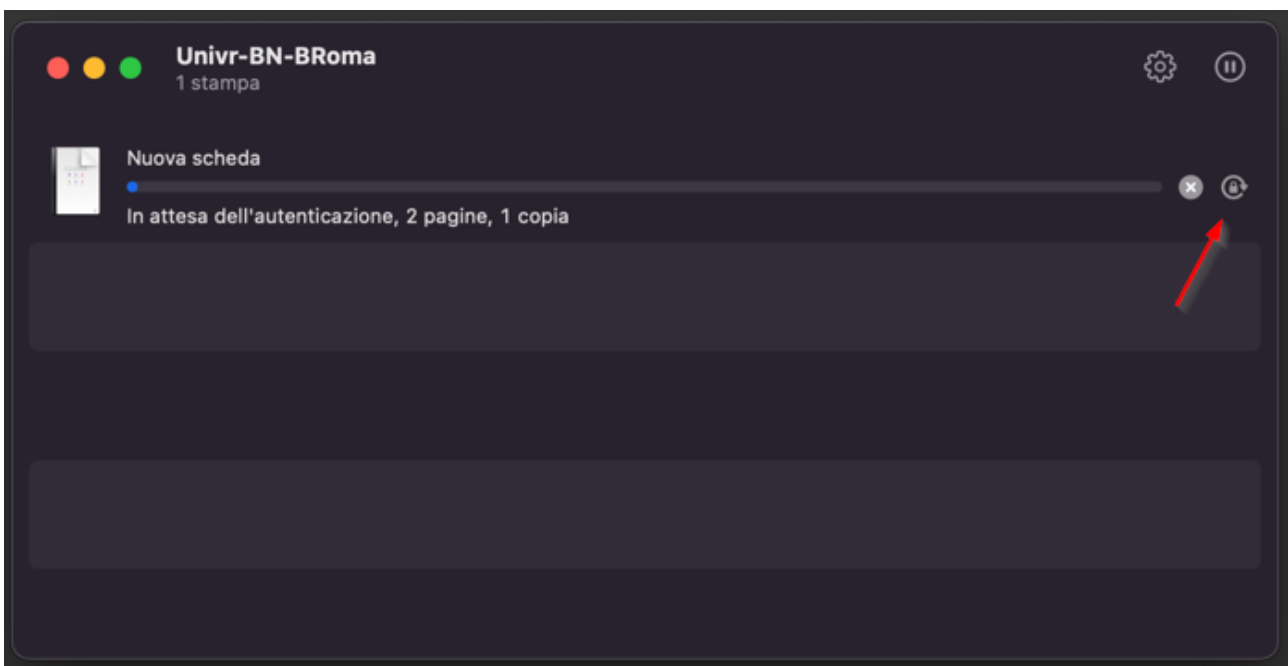 Univr-BN-BRoma
1 stampa
Nuova scheda
In attesa dell'autenticazione, 2 pagine, 1 copia